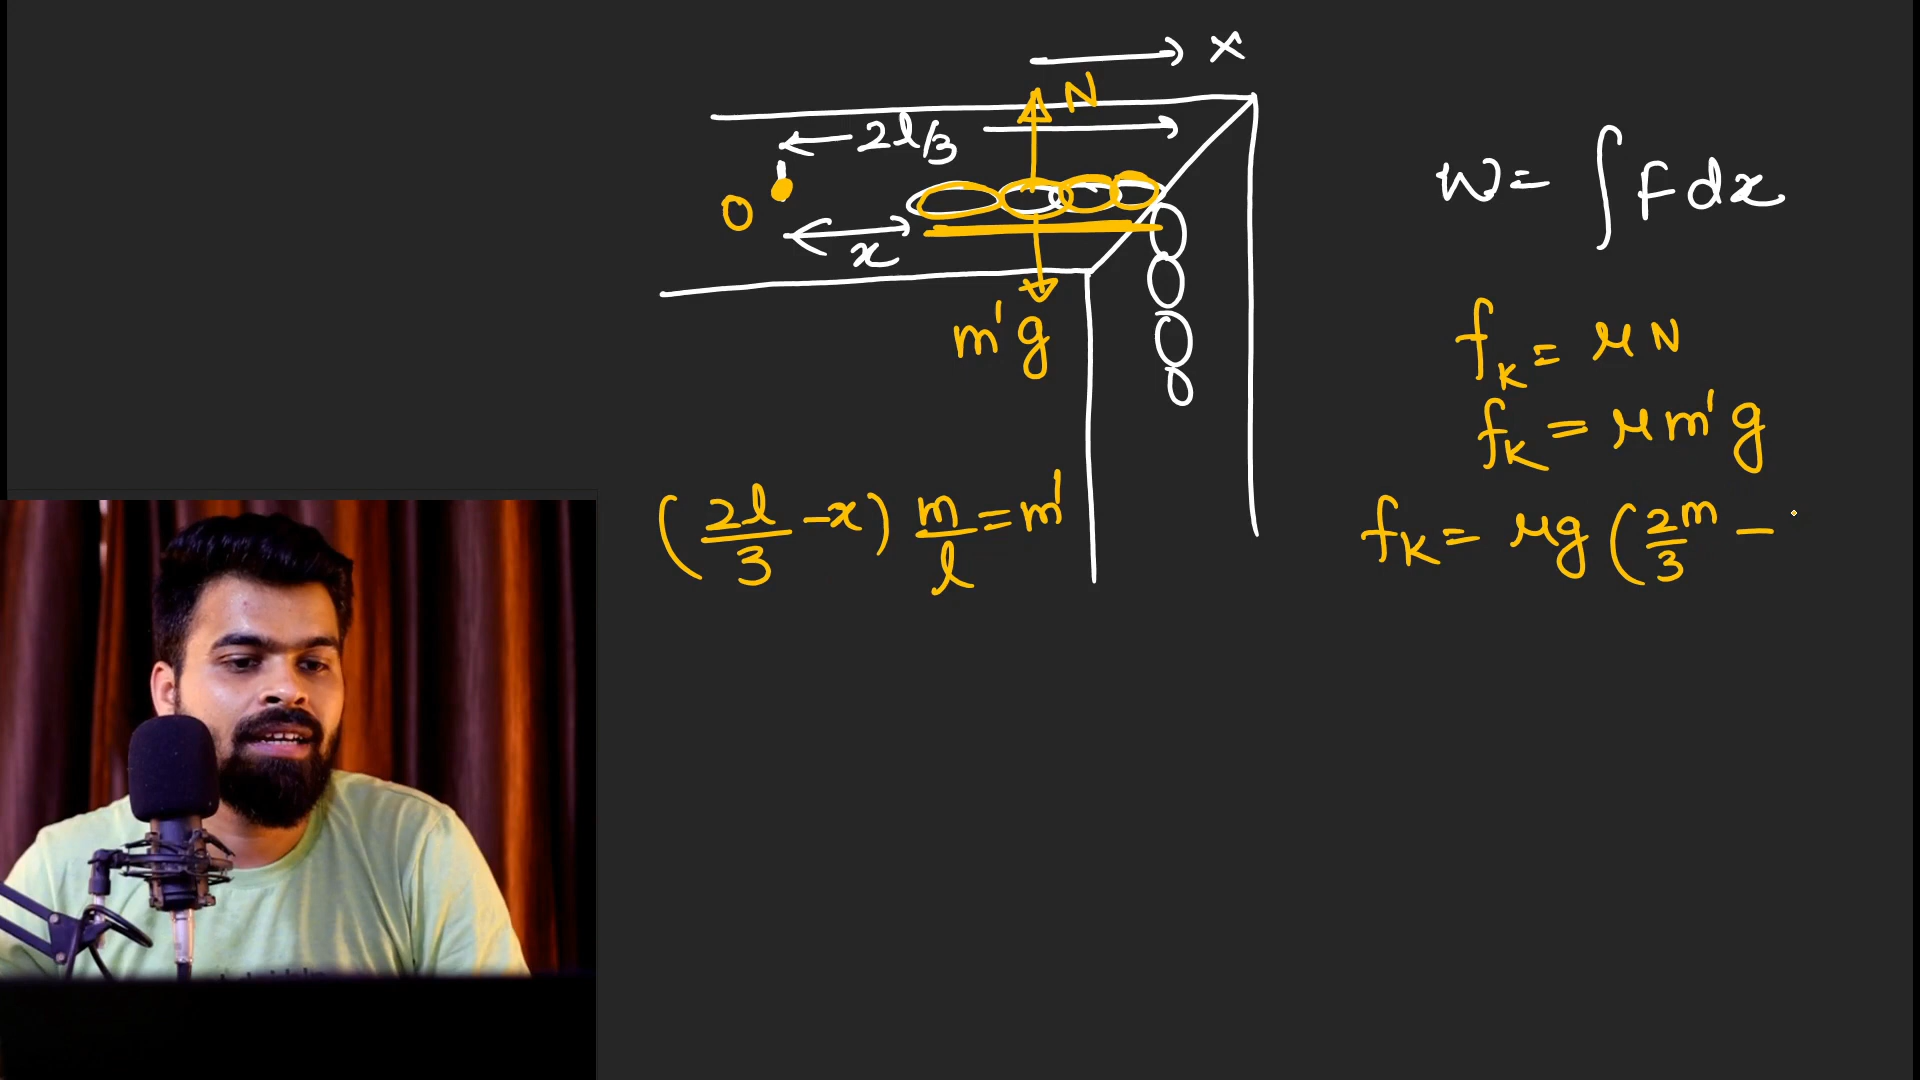 x
N
2l/3
O
x
m'g
W = ∫ F dx
f_K = μN
f_K = μm'g
(2l/3 - x) m/l = m'
f_K = μg (2m/3 -